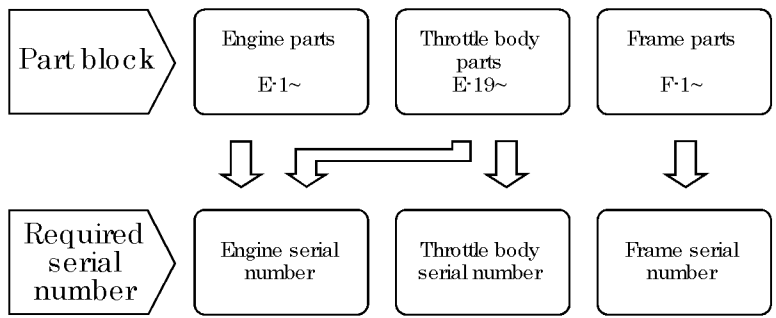 Part block
Engine parts
E-1~
Throttle body
parts
E-19~
Frame parts
F-1~
Required
serial
number
Engine serial
number
Throttle body
serial number
Frame serial
number